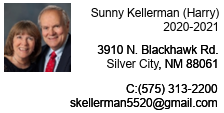 Sunny Kellerman (Harry)
2020-2021
3910 N. Blackhawk Rd.
Silver City, NM 88061
C:(575) 313-2200
skellerman5520@gmail.com